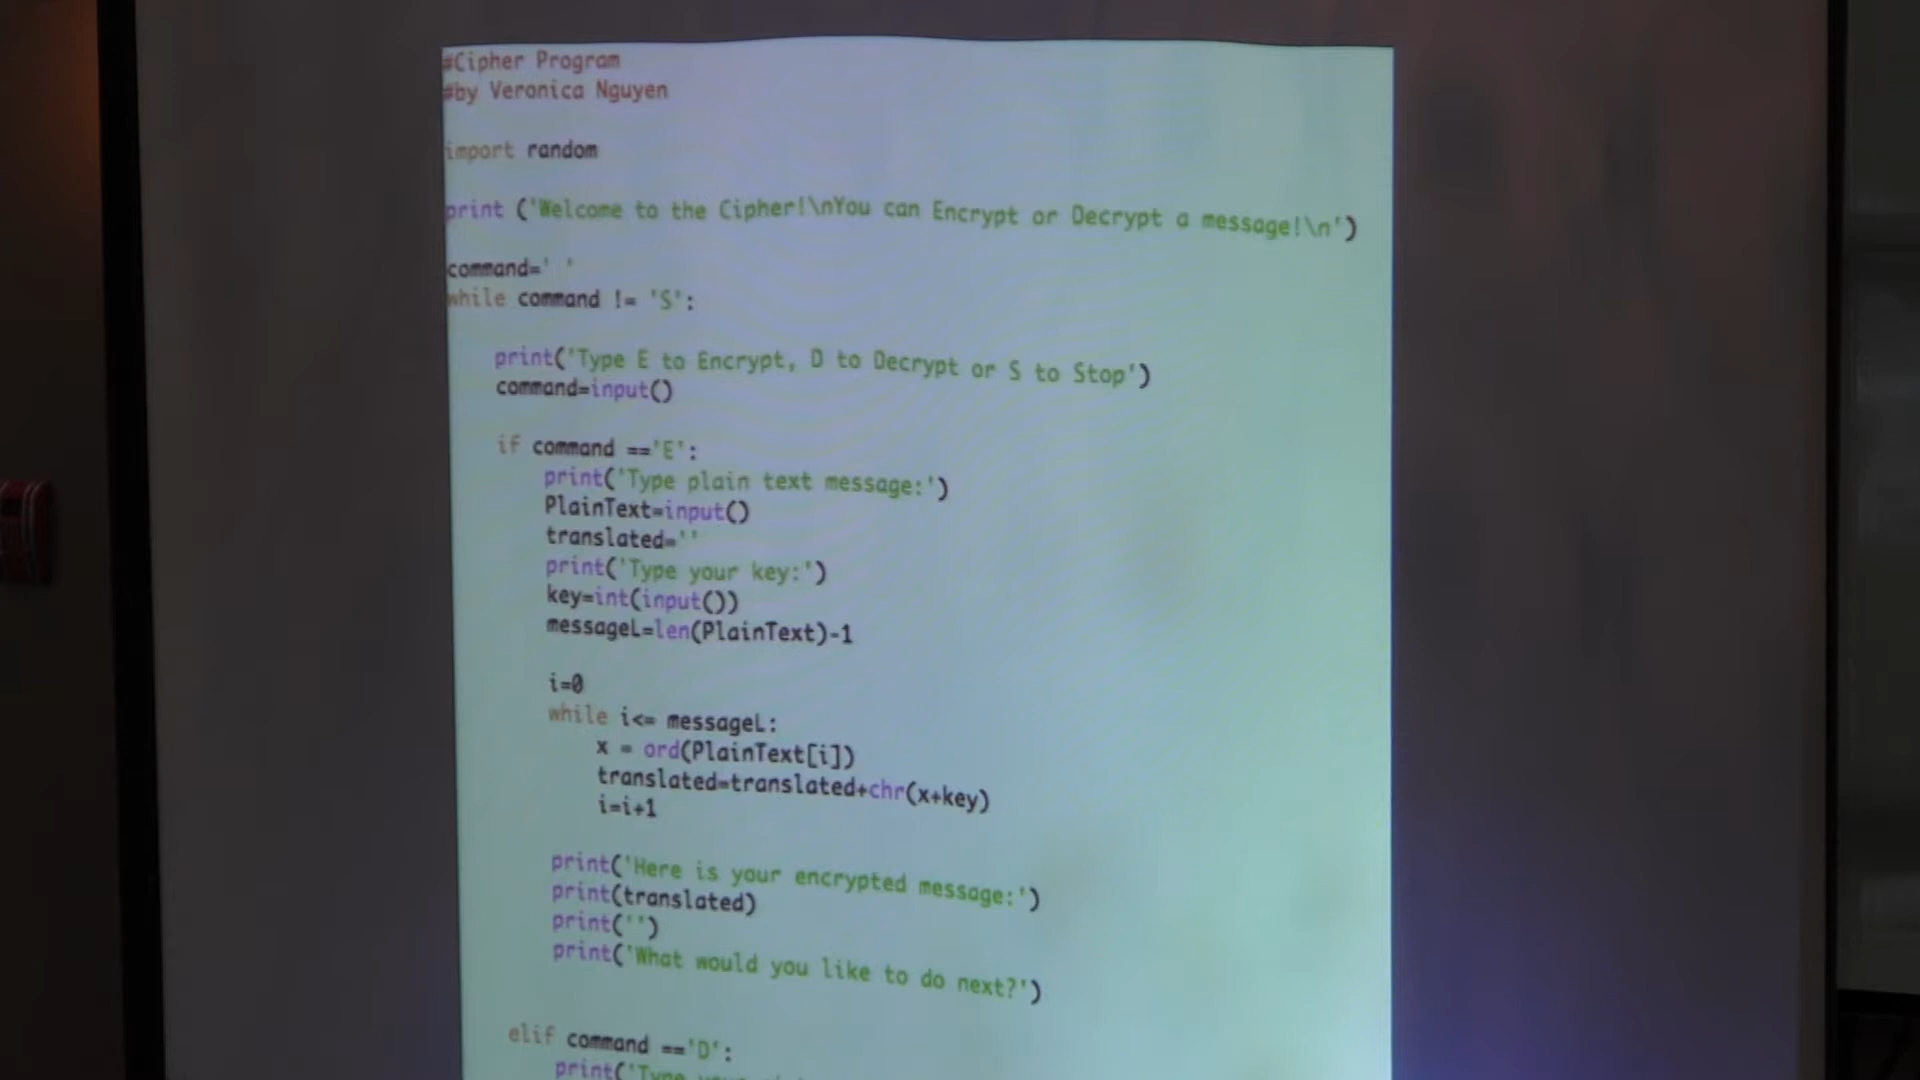 #Cipher Program
#by Veronica Nguyen
import random
print ('Welcome to the Cipher!\nYou can Encrypt or Decrypt a message!\n')
command=' '
while command != 'S':
print('Type E to Encrypt, D to Decrypt or S to Stop')
command=input()
if command =='E':
print('Type plain text message:')
PlainText=input()
translated=''
print('Type your key:')
key=int(input())
messageL=len(PlainText)-1
i=0
while i<= messageL:
x = ord(PlainText[i])
translated=translated+chr(x+key)
i=i+1
print('Here is your encrypted message:')
print(translated)
print('')
print('What would you like to do next?')
elif command =='D':
print('Type